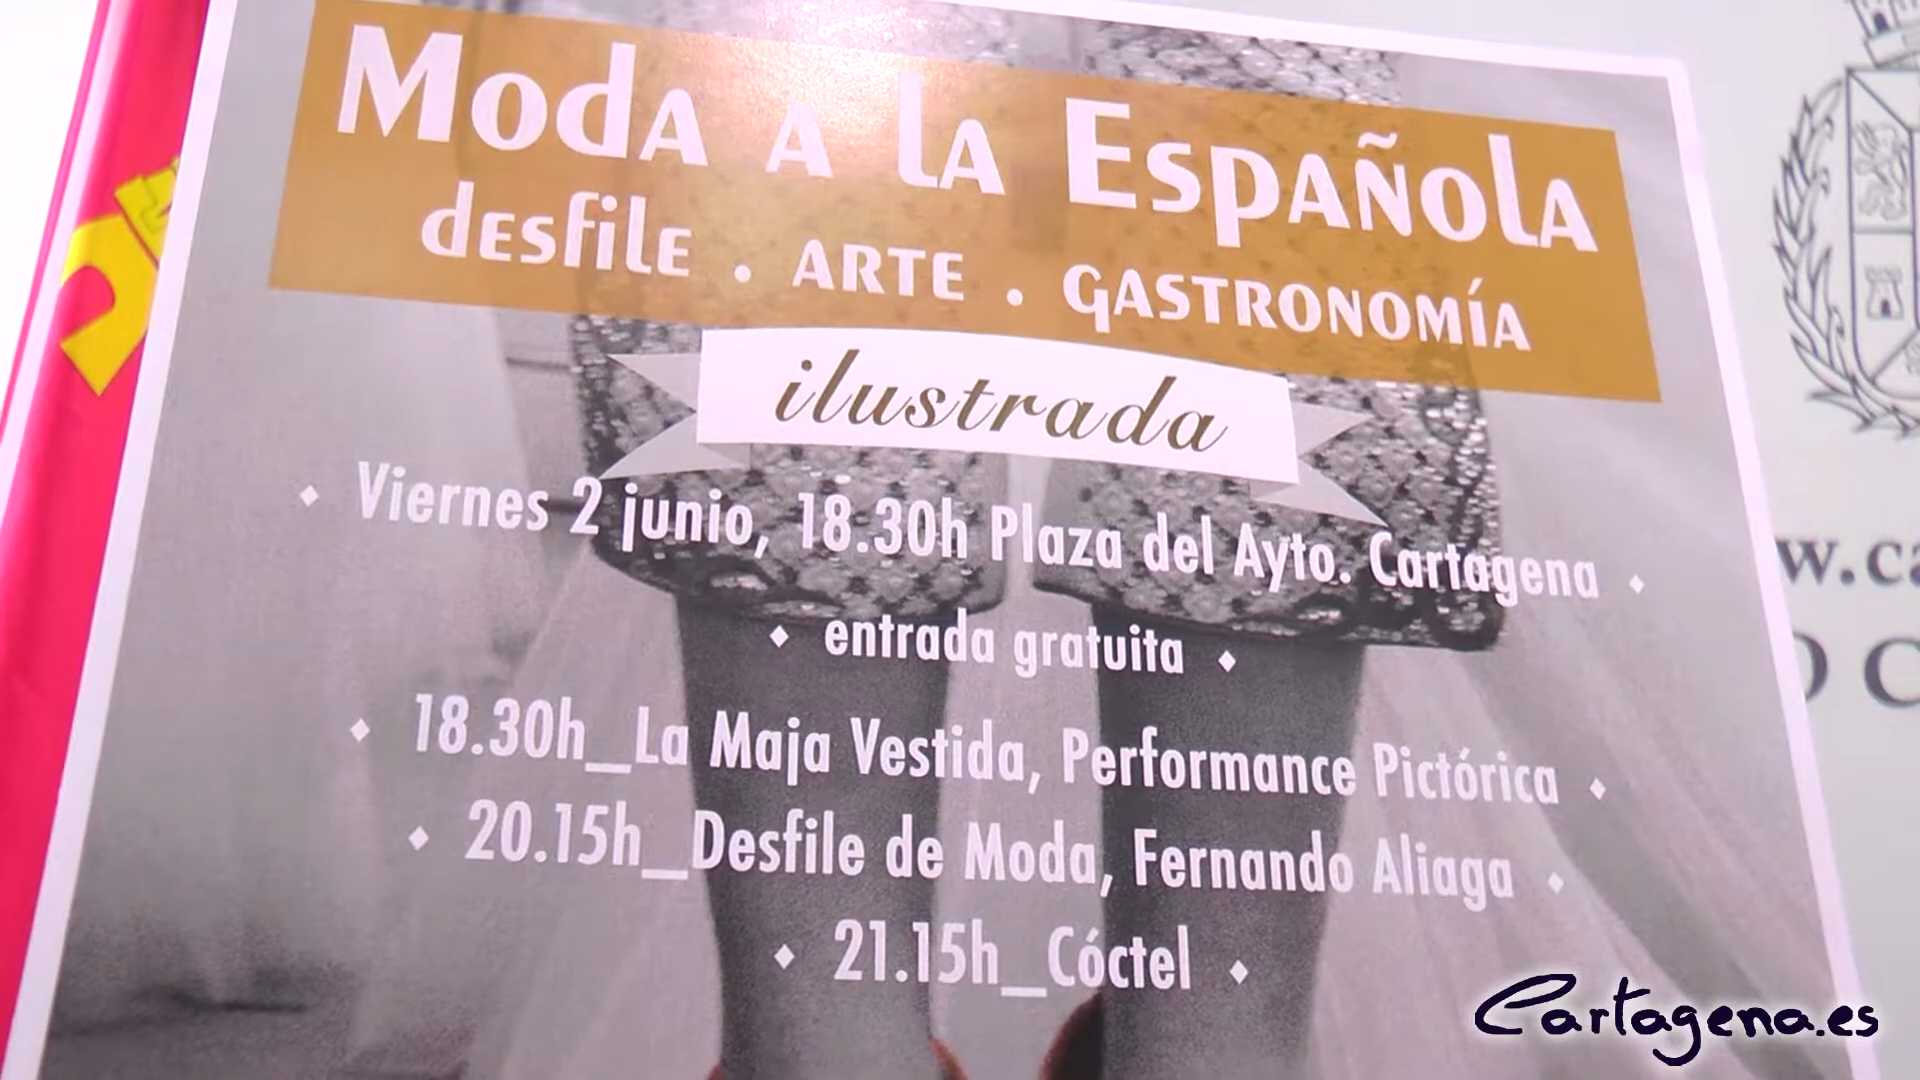 Moda a la Española
desfile . arte . gastronomía
ilustrada
Viernes 2 junio, 18.30h Plaza del Ayto. Cartagena
entrada gratuita
18.30h_La Maja Vestida, Performance Pictórica
20.15h_Desfile de Moda, Fernando Aliaga
21.15h_Cóctel
Cartagena.es